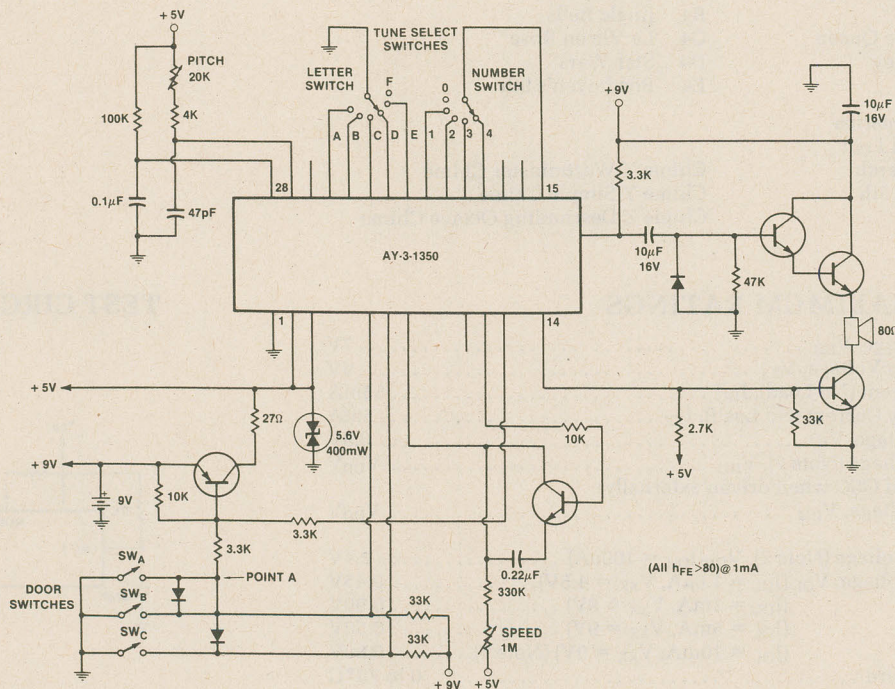 +5V
PITCH
20K
100K
4K
0.1µF
47pF
TUNE SELECT
SWITCHES
LETTER
SWITCH
NUMBER
SWITCH
F
0
A
B
C
D
E
1
2
3
4
28
15
AY-3-1350
1
14
+9V
3.3K
10µF
16V
10µF
16V
47K
80Ω
+5V
27Ω
5.6V
400mW
10K
2.7K
+5V
33K
+9V
9V
10K
3.3K
3.3K
POINT A
0.22µF
330K
SPEED
1M
(All hFE >80)@ 1mA
DOOR
SWITCHES
SWA
SWB
SWC
33K
33K
+9V
+5V